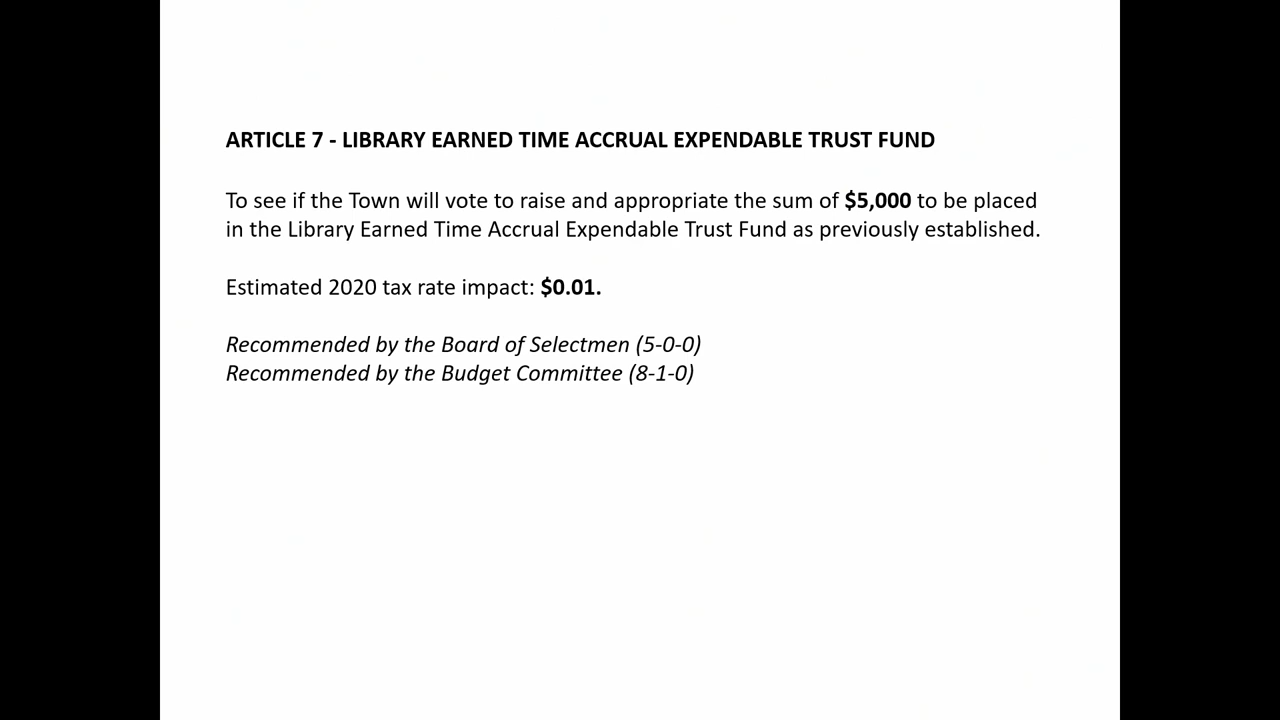 ARTICLE 7 - LIBRARY EARNED TIME ACCRUAL EXPENDABLE TRUST FUND
To see if the Town will vote to raise and appropriate the sum of $5,000 to be placed
in the Library Earned Time Accrual Expendable Trust Fund as previously established.
Estimated 2020 tax rate impact: $0.01.
Recommended by the Board of Selectmen (5-0-0)
Recommended by the Budget Committee (8-1-0)